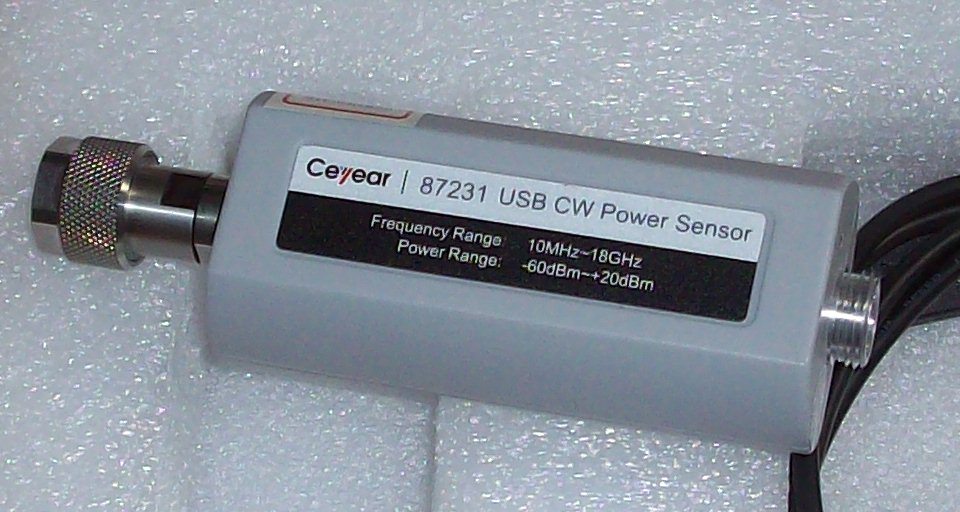 Ceyear | 87231 USB CW Power Sensor
Frequency Range: 10MHz~18GHz
Power Range: -60dBm~+20dBm